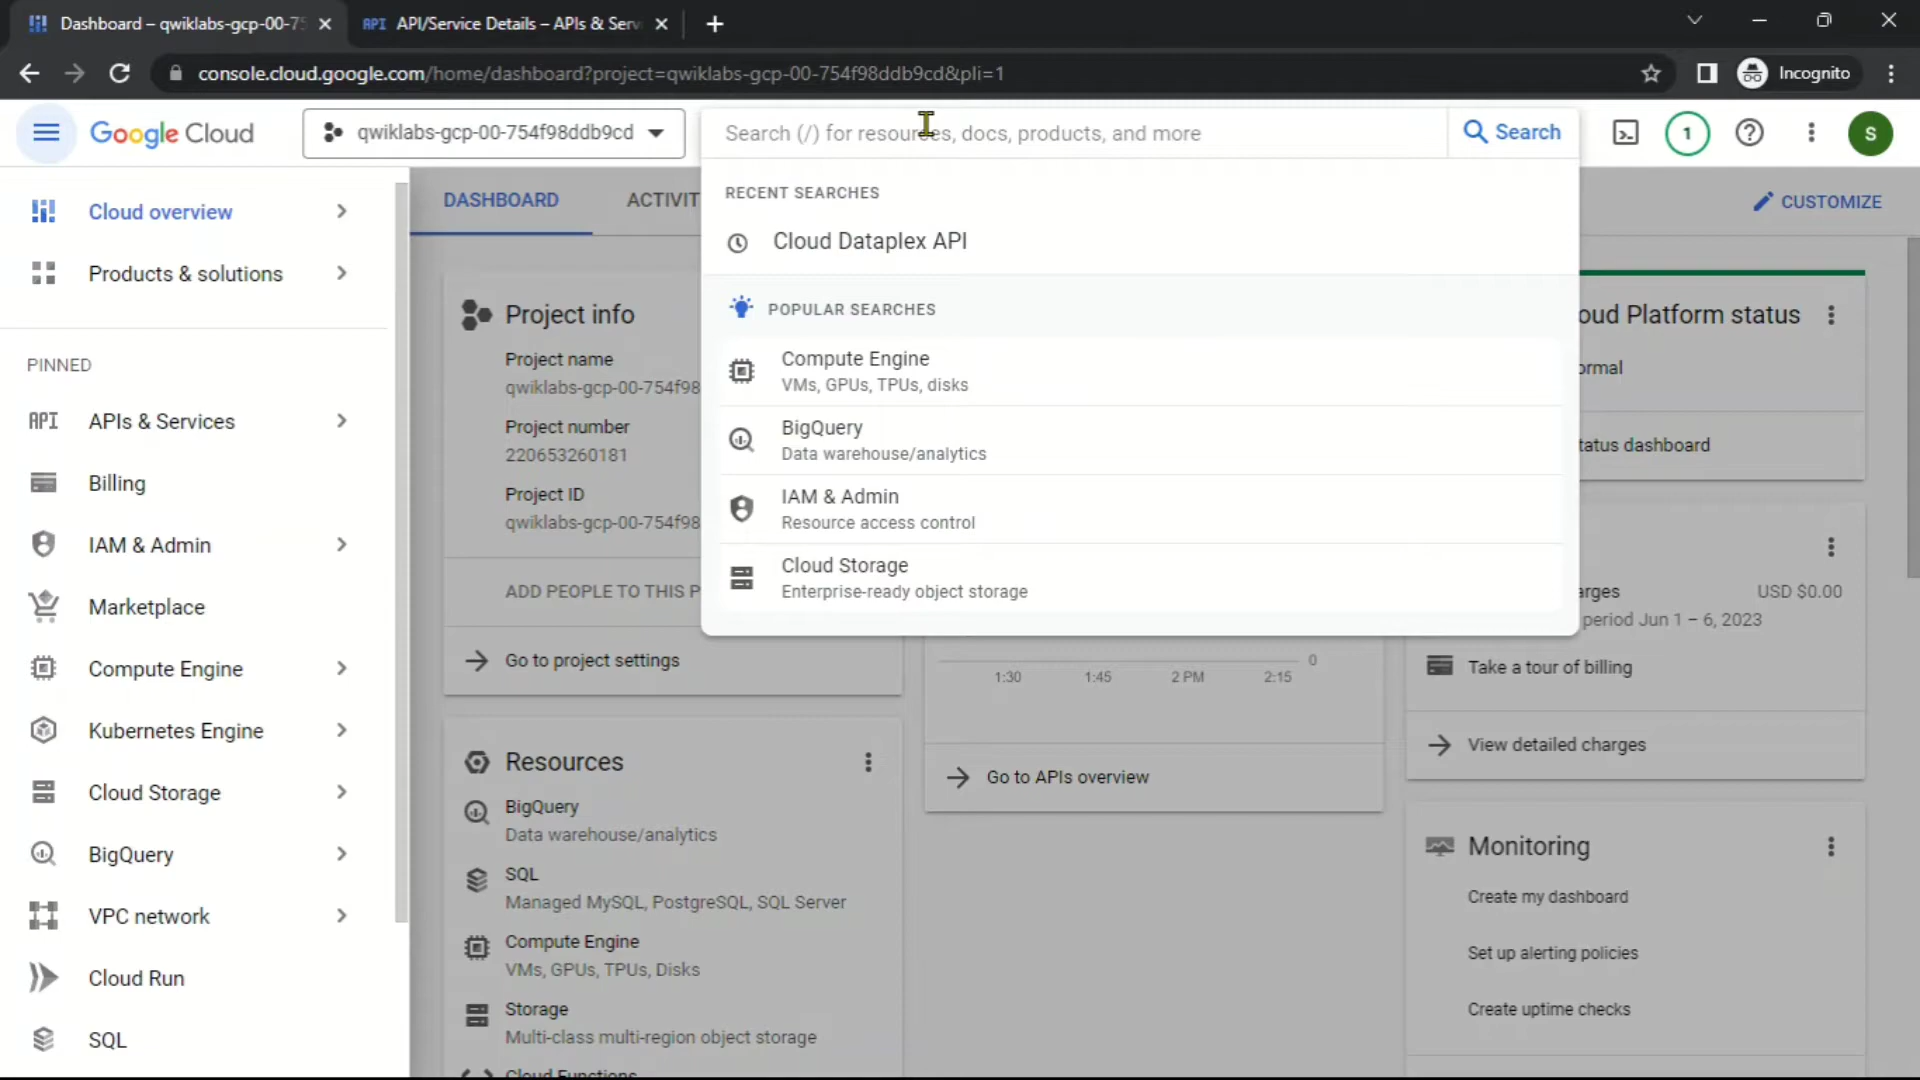 Dashboard – qwiklabs-gcp-00-75
API API/Service Details – APIs & Serv
console.cloud.google.com/home/dashboard?project=qwiklabs-gcp-00-754f98ddb9cd&pli=1
Incognito
Google Cloud
qwiklabs-gcp-00-754f98ddb9cd
Search (/) for resources, docs, products, and more
Search
1
S
Cloud overview
Products & solutions
PINNED
API APIs & Services
Billing
IAM & Admin
Marketplace
Compute Engine
Kubernetes Engine
Cloud Storage
BigQuery
VPC network
Cloud Run
SQL
DASHBOARD
ACTIVIT
CUSTOMIZE
RECENT SEARCHES
Cloud Dataplex API
POPULAR SEARCHES
Compute Engine
VMs, GPUs, TPUs, disks
BigQuery
Data warehouse/analytics
IAM & Admin
Resource access control
Cloud Storage
Enterprise-ready object storage
Project info
Project name
qwiklabs-gcp-00-754f98
Project number
220653260181
Project ID
qwiklabs-gcp-00-754f98
ADD PEOPLE TO THIS P
Go to project settings
Resources
BigQuery
Data warehouse/analytics
SQL
Managed MySQL, PostgreSQL, SQL Server
Compute Engine
VMs, GPUs, TPUs, Disks
Storage
Multi-class multi-region object storage
Cloud Functions
0
1:30
1:45
2 PM
2:15
Go to APIs overview
oud Platform status
ormal
tatus dashboard
arges
USD $0.00
period Jun 1 – 6, 2023
Take a tour of billing
View detailed charges
Monitoring
Create my dashboard
Set up alerting policies
Create uptime checks